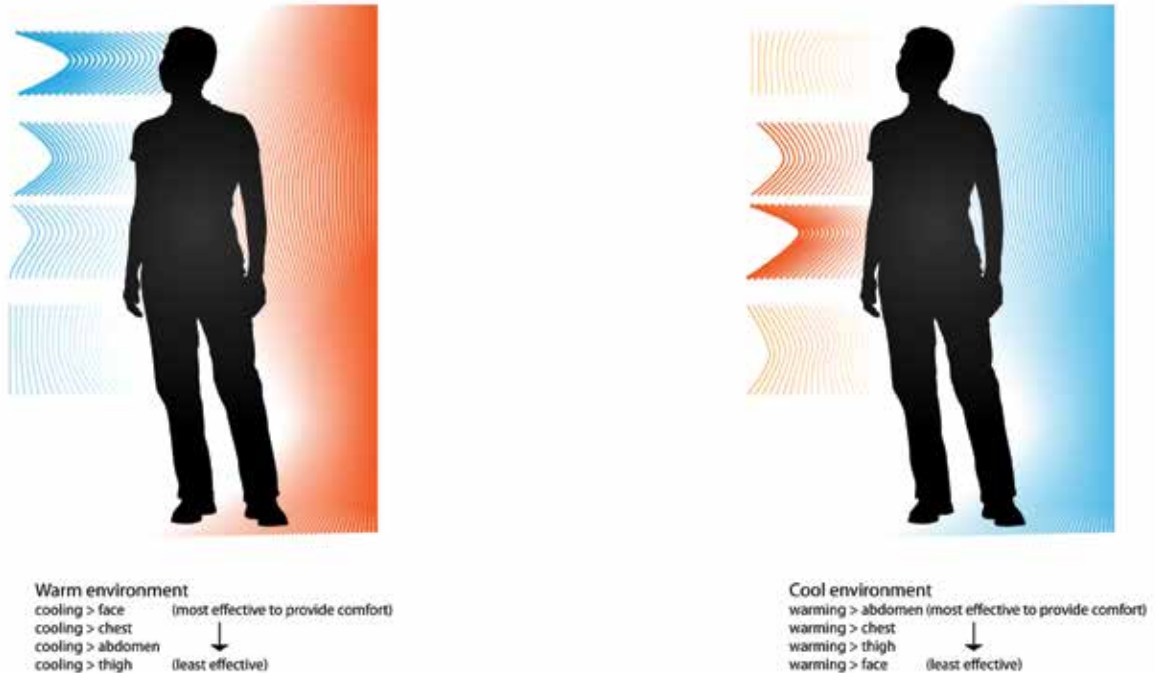 Warm environment
cooling > face (most effective to provide comfort)
cooling > chest
cooling > abdomen
cooling > thigh (least effective)
Cool environment
warming > abdomen (most effective to provide comfort)
warming > chest
warming > thigh
warming > face (least effective)